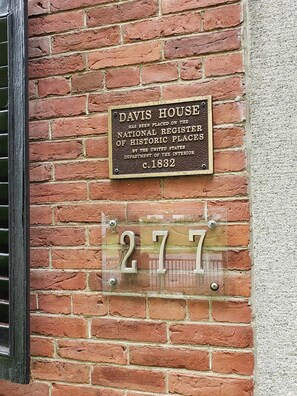 DAVIS HOUSE
HAS BEEN PLACED ON THE
NATIONAL REGISTER
OF HISTORIC PLACES
BY THE UNITED STATES
DEPARTMENT OF THE INTERIOR
c.1832
277